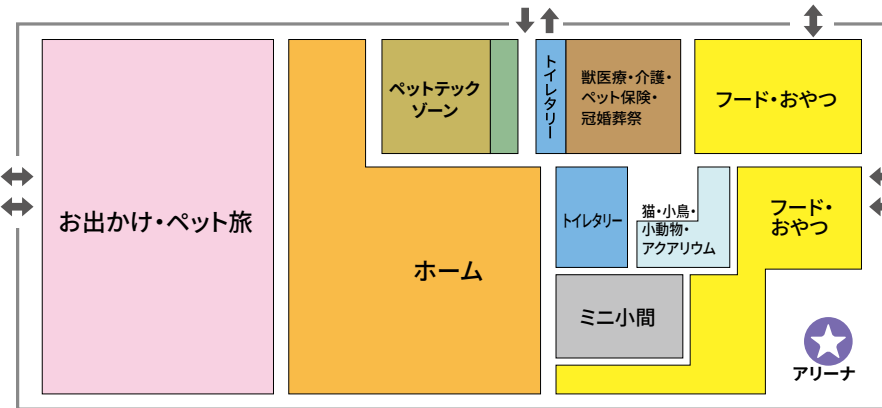 お出かけ・ペット旅
ホーム
ペットテック
ゾーン
トイレタリー
獣医療・介護・
ペット保険・
冠婚葬祭
フード・おやつ
トイレタリー
猫・小鳥・
小動物・
アクアリウム
フード・
おやつ
ミニ小間
アリーナ